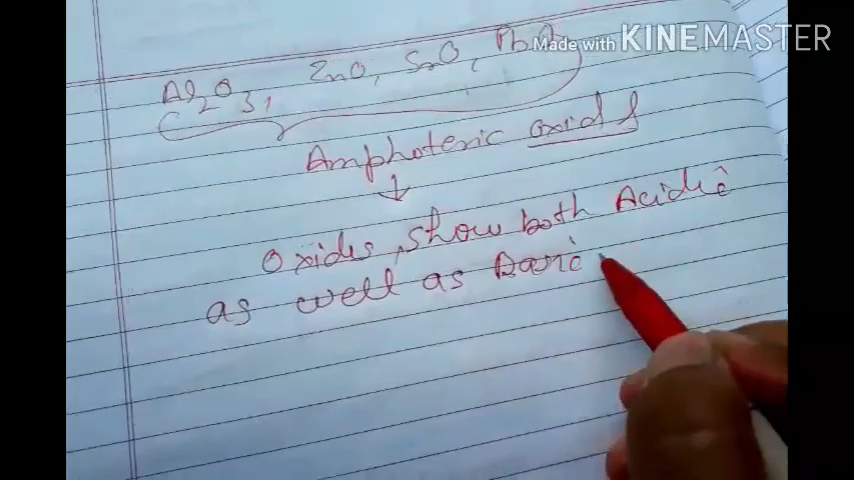 Made with KINEMASTER
Al2O3, ZnO, SnO, PbO
Amphoteric oxides
↓
Oxides, show both Acidic
as well as Basic